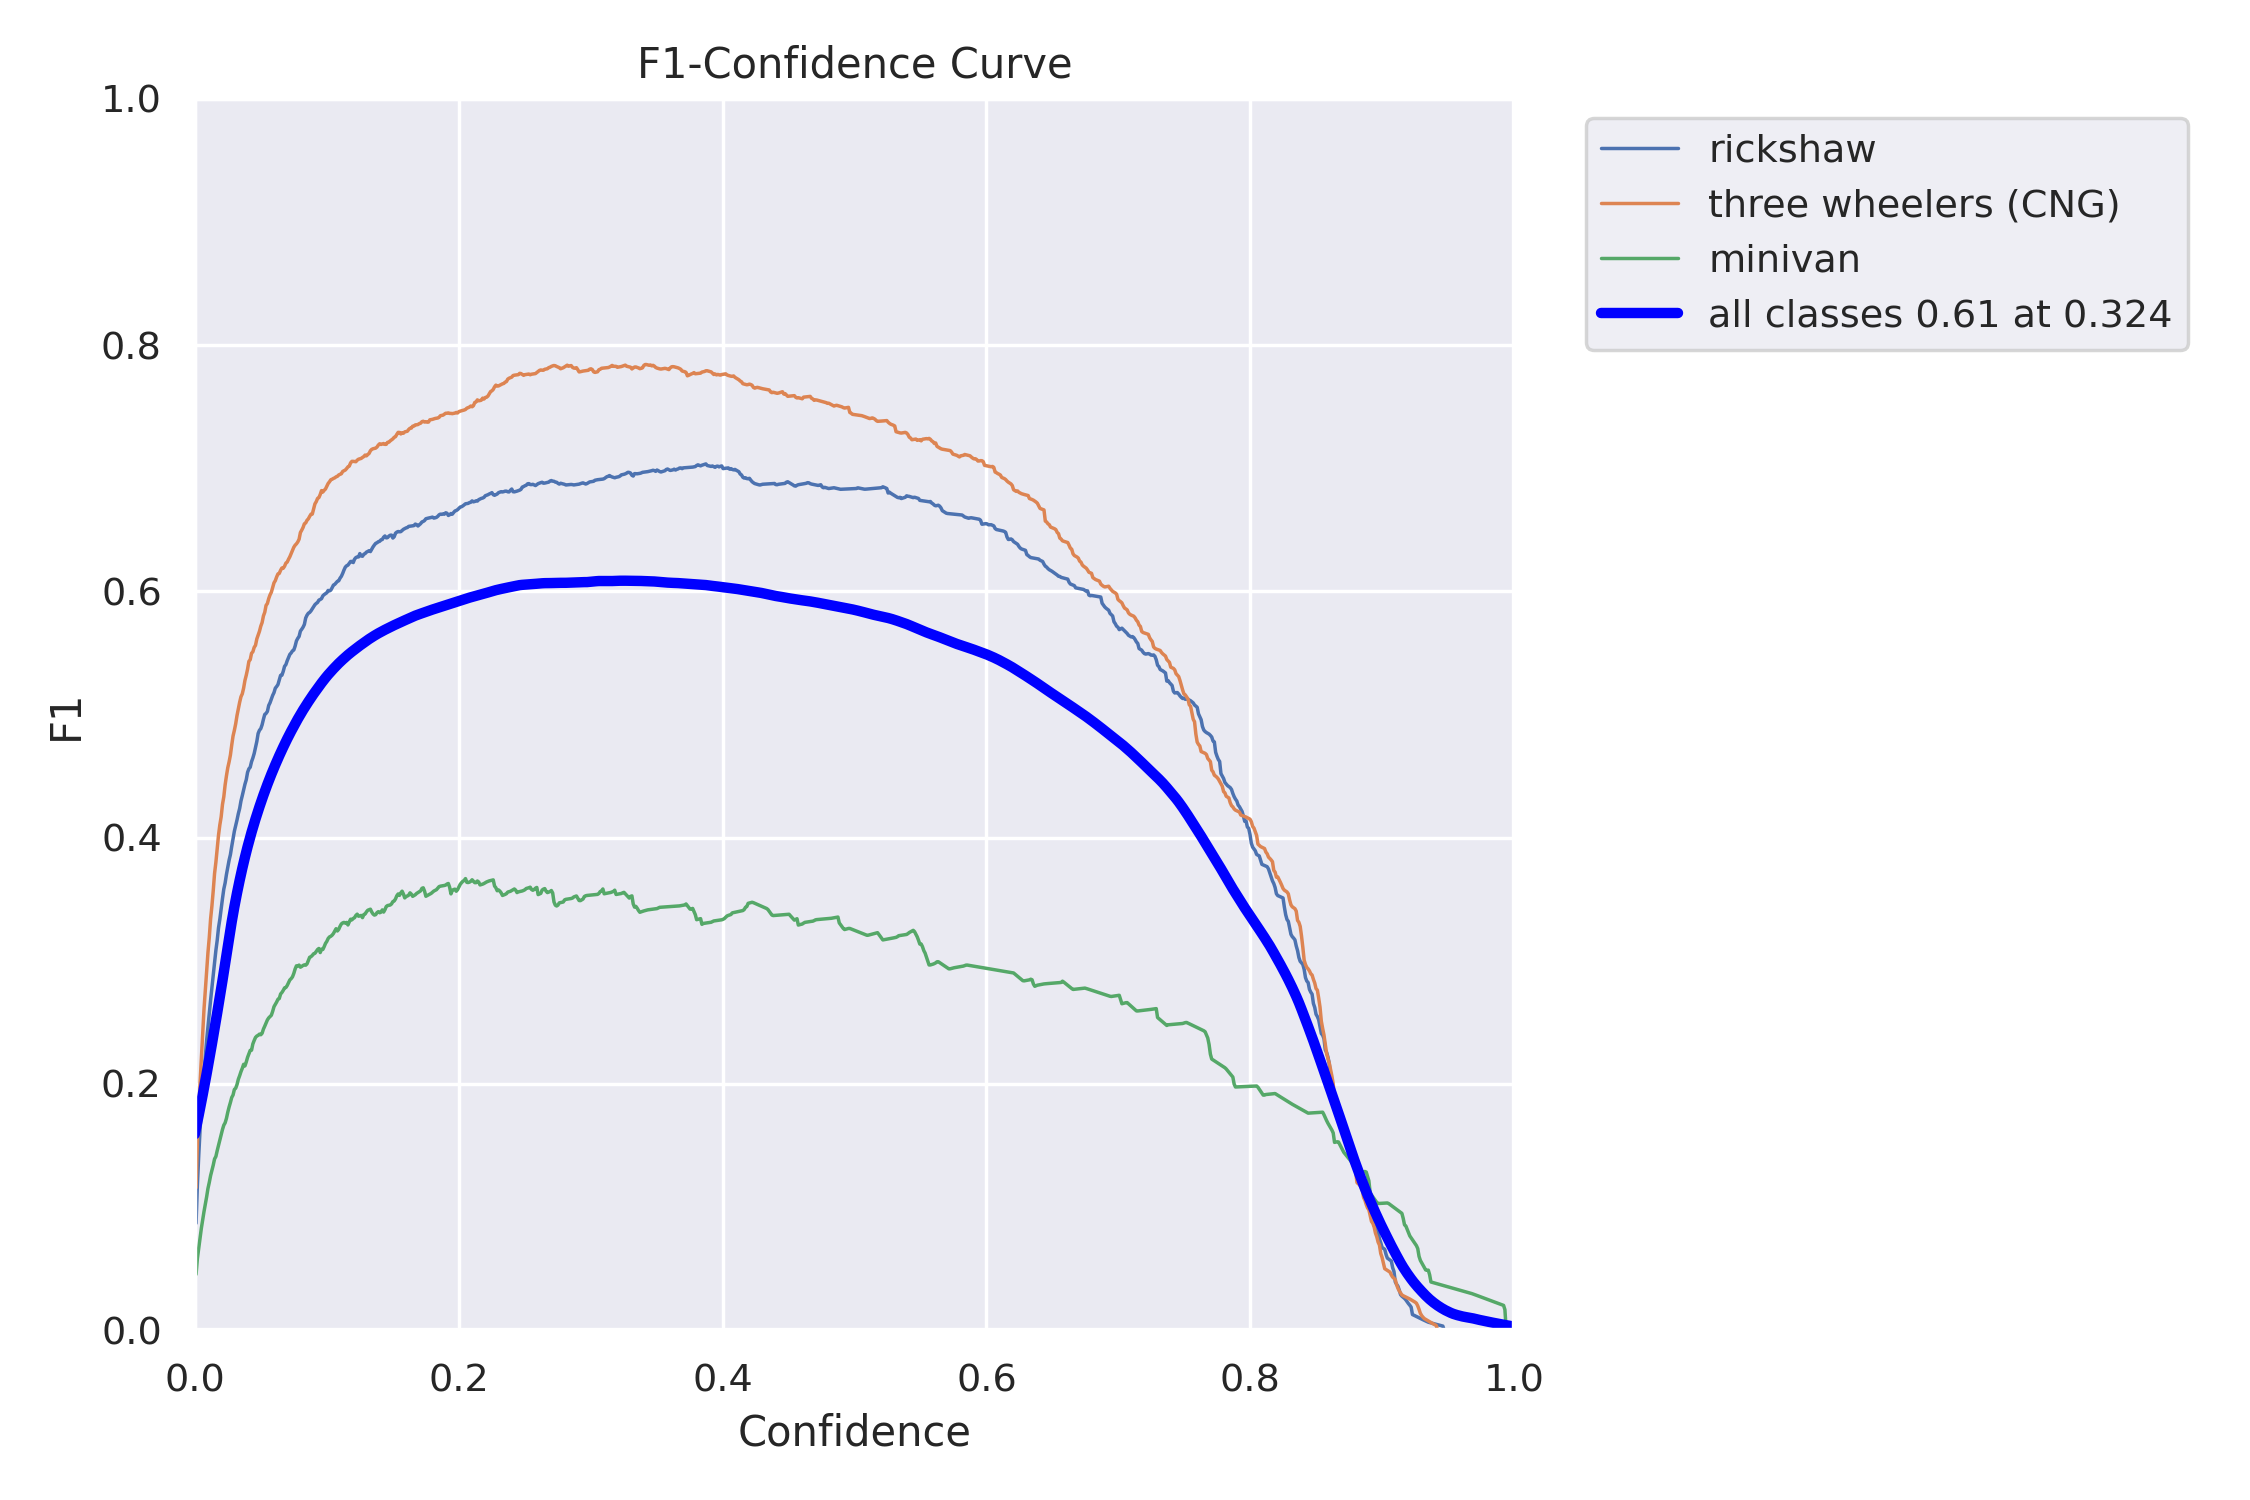 F1-Confidence Curve
1.0
0.8
0.6
0.4
0.2
0.0
F1
0.0 0.2 0.4 0.6 0.8 1.0
Confidence
rickshaw
three wheelers (CNG)
minivan
all classes 0.61 at 0.324